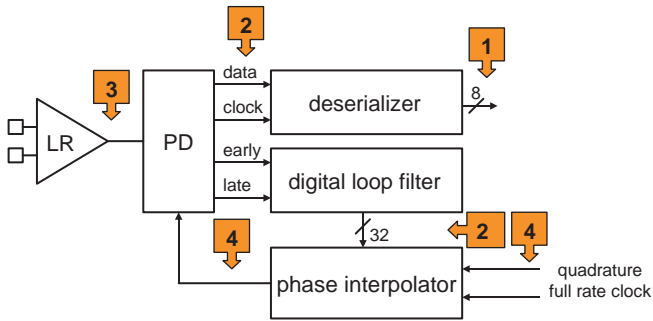 2
1
3
data
8
deserializer
clock
LR
PD
early
digital loop filter
late
4
32
2
4
phase interpolator
quadrature
full rate clock